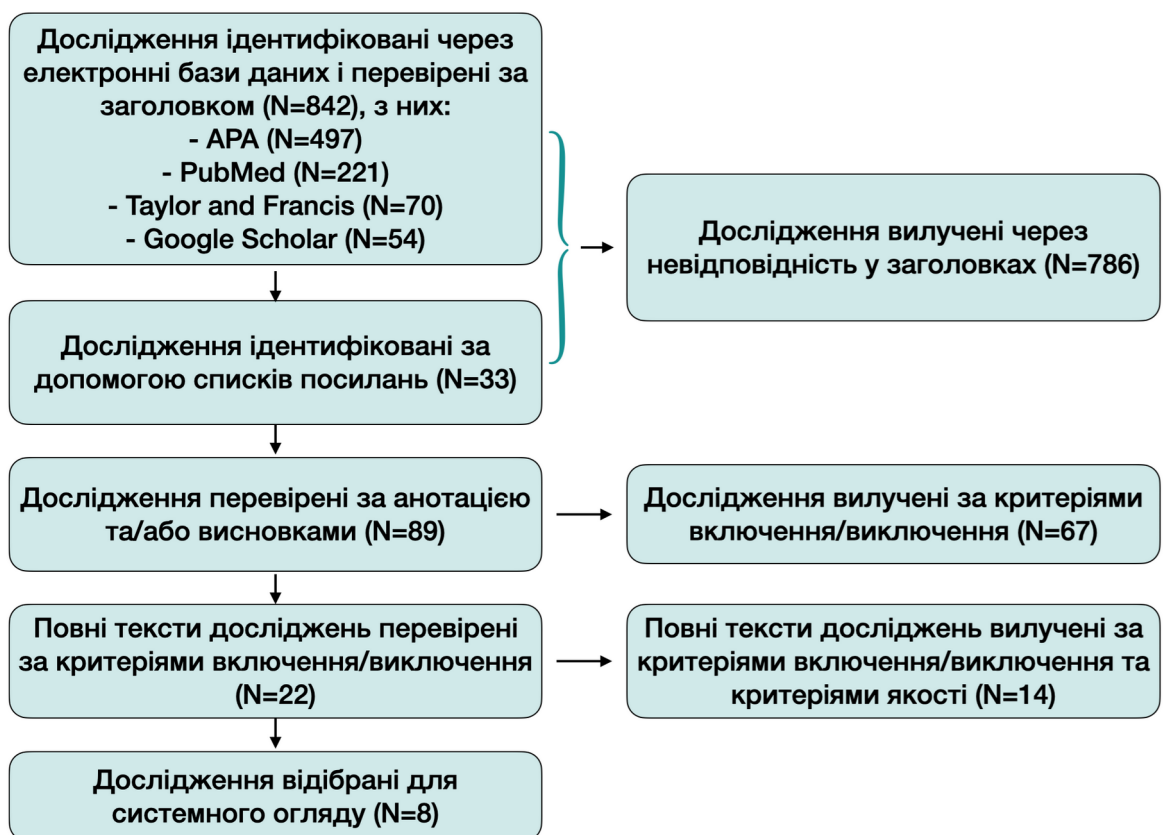 Дослідження ідентифіковані через
електронні бази даних і перевірені за
заголовком (N=842), з них:
- APA (N=497)
- PubMed (N=221)
- Taylor and Francis (N=70)
- Google Scholar (N=54)
Дослідження вилучені через
невідповідність у заголовках (N=786)
Дослідження ідентифіковані за
допомогою списків посилань (N=33)
Дослідження перевірені за анотацією
та/або висновками (N=89)
Дослідження вилучені за критеріями
включення/виключення (N=67)
Повні тексти досліджень перевірені
за критеріями включення/виключення
(N=22)
Повні тексти досліджень вилучені за
критеріями включення/виключення та
критеріями якості (N=14)
Дослідження відібрані для
системного огляду (N=8)